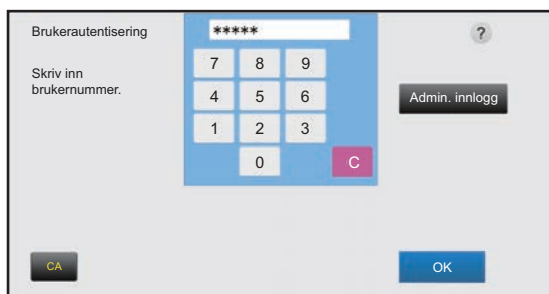 Brukerautentisering
*****
?
Skriv inn
brukernummer.
7 8 9
4 5 6
1 2 3
0 C
Admin. innlogg
CA
OK